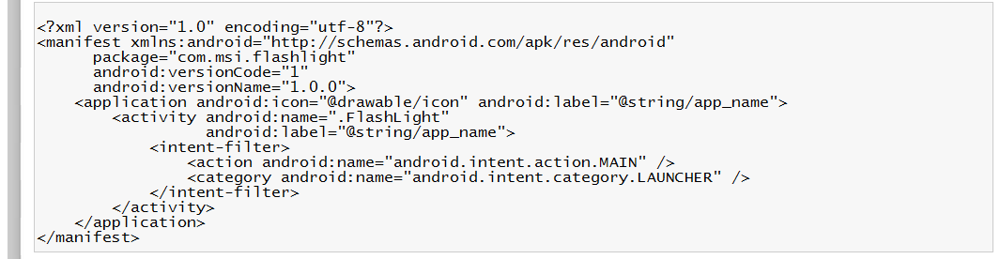 <?xml version="1.0" encoding="utf-8"?>
<manifest xmlns:android="http://schemas.android.com/apk/res/android"
      package="com.msi.flashlight"
      android:versionCode="1"
      android:versionName="1.0.0">
    <application android:icon="@drawable/icon" android:label="@string/app_name">
        <activity android:name=".FlashLight"
                  android:label="@string/app_name">
            <intent-filter>
                <action android:name="android.intent.action.MAIN" />
                <category android:name="android.intent.category.LAUNCHER" />
            </intent-filter>
        </activity>
    </application>
</manifest>